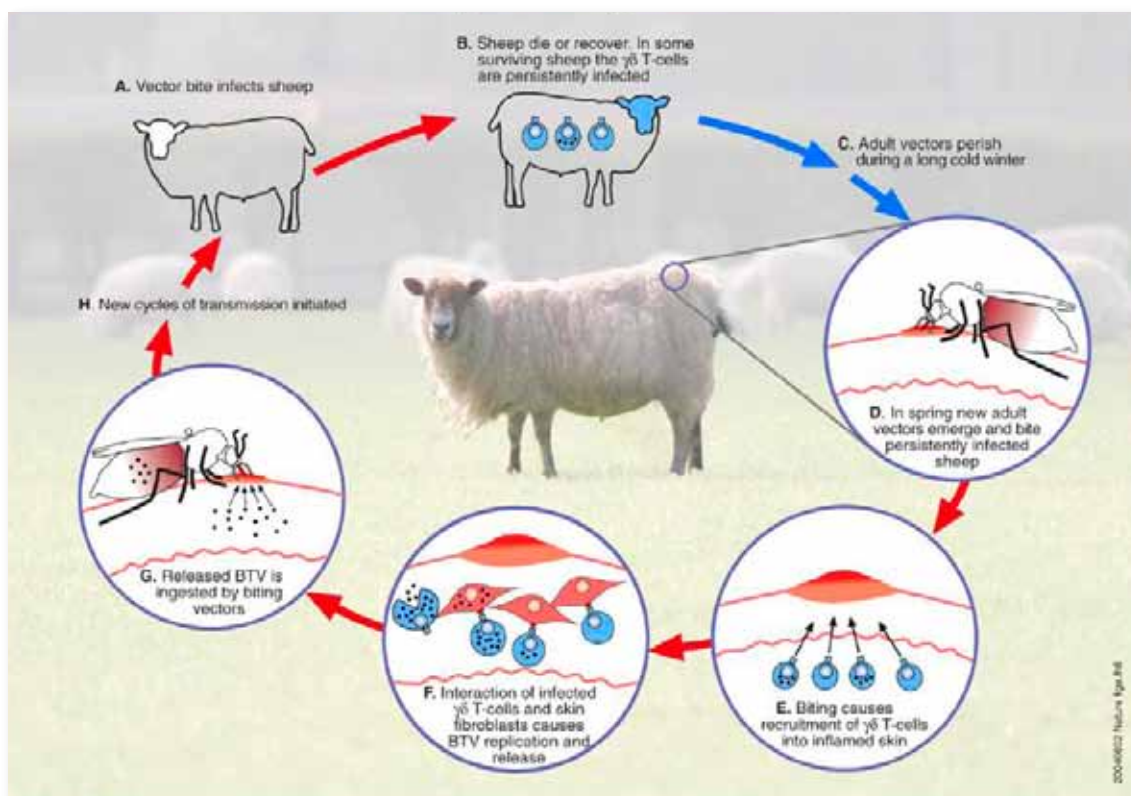 A. Vector bite infects sheep
B. Sheep die or recover. In some
surviving sheep the γδ T-cells
are persistently infected
C. Adult vectors perish
during a long cold winter
D. In spring new adult
vectors emerge and bite
persistently infected
sheep
E. Biting causes
recruitment of γδ T-cells
into inflamed skin
F. Interaction of infected
γδ T-cells and skin
fibroblasts causes
BTV replication and
release
G. Released BTV is
ingested by biting
vectors
H. New cycles of transmission initiated
Nature figs.fh8